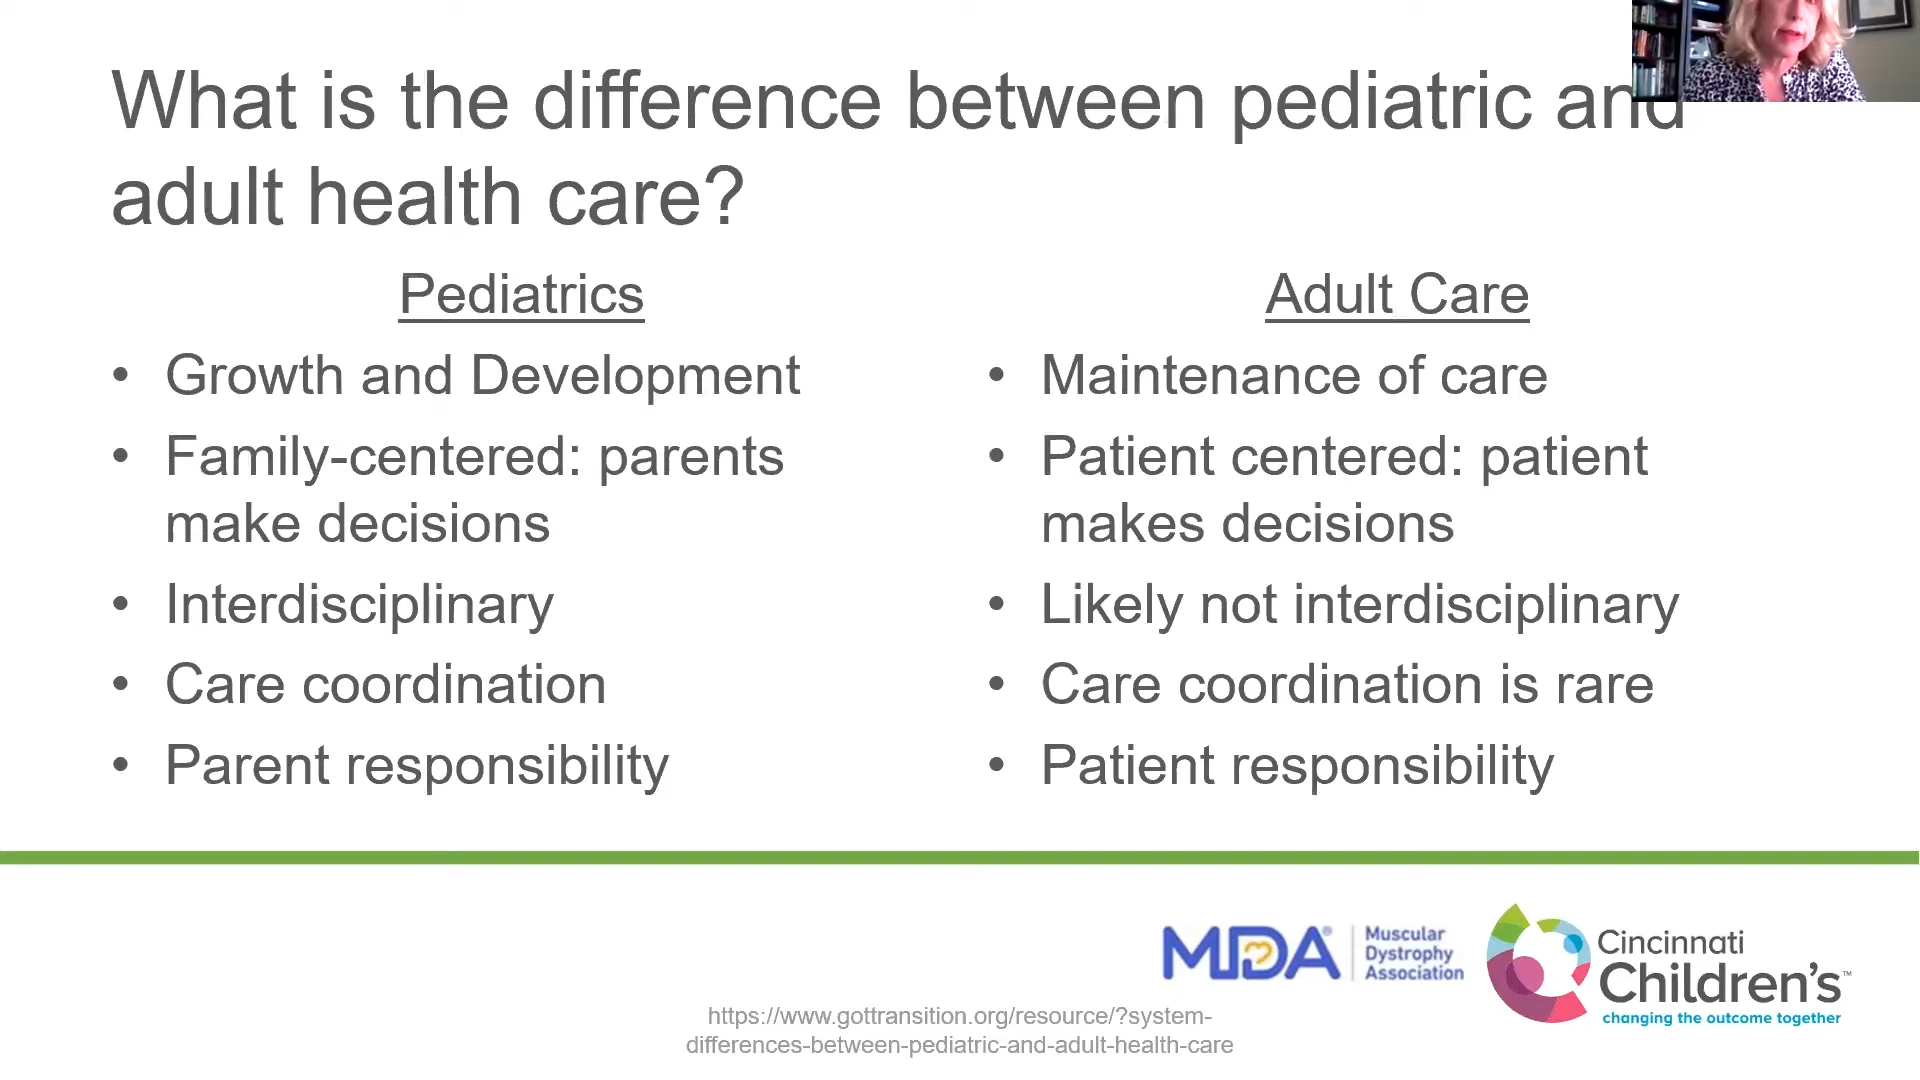 What is the difference between pediatric and
adult health care?
Pediatrics
• Growth and Development
• Family-centered: parents
make decisions
• Interdisciplinary
• Care coordination
• Parent responsibility
Adult Care
• Maintenance of care
• Patient centered: patient
makes decisions
• Likely not interdisciplinary
• Care coordination is rare
• Patient responsibility
MDA® Muscular
Dystrophy
Association
Cincinnati
Children's™
changing the outcome together
https://www.gottransition.org/resource/?system-
differences-between-pediatric-and-adult-health-care